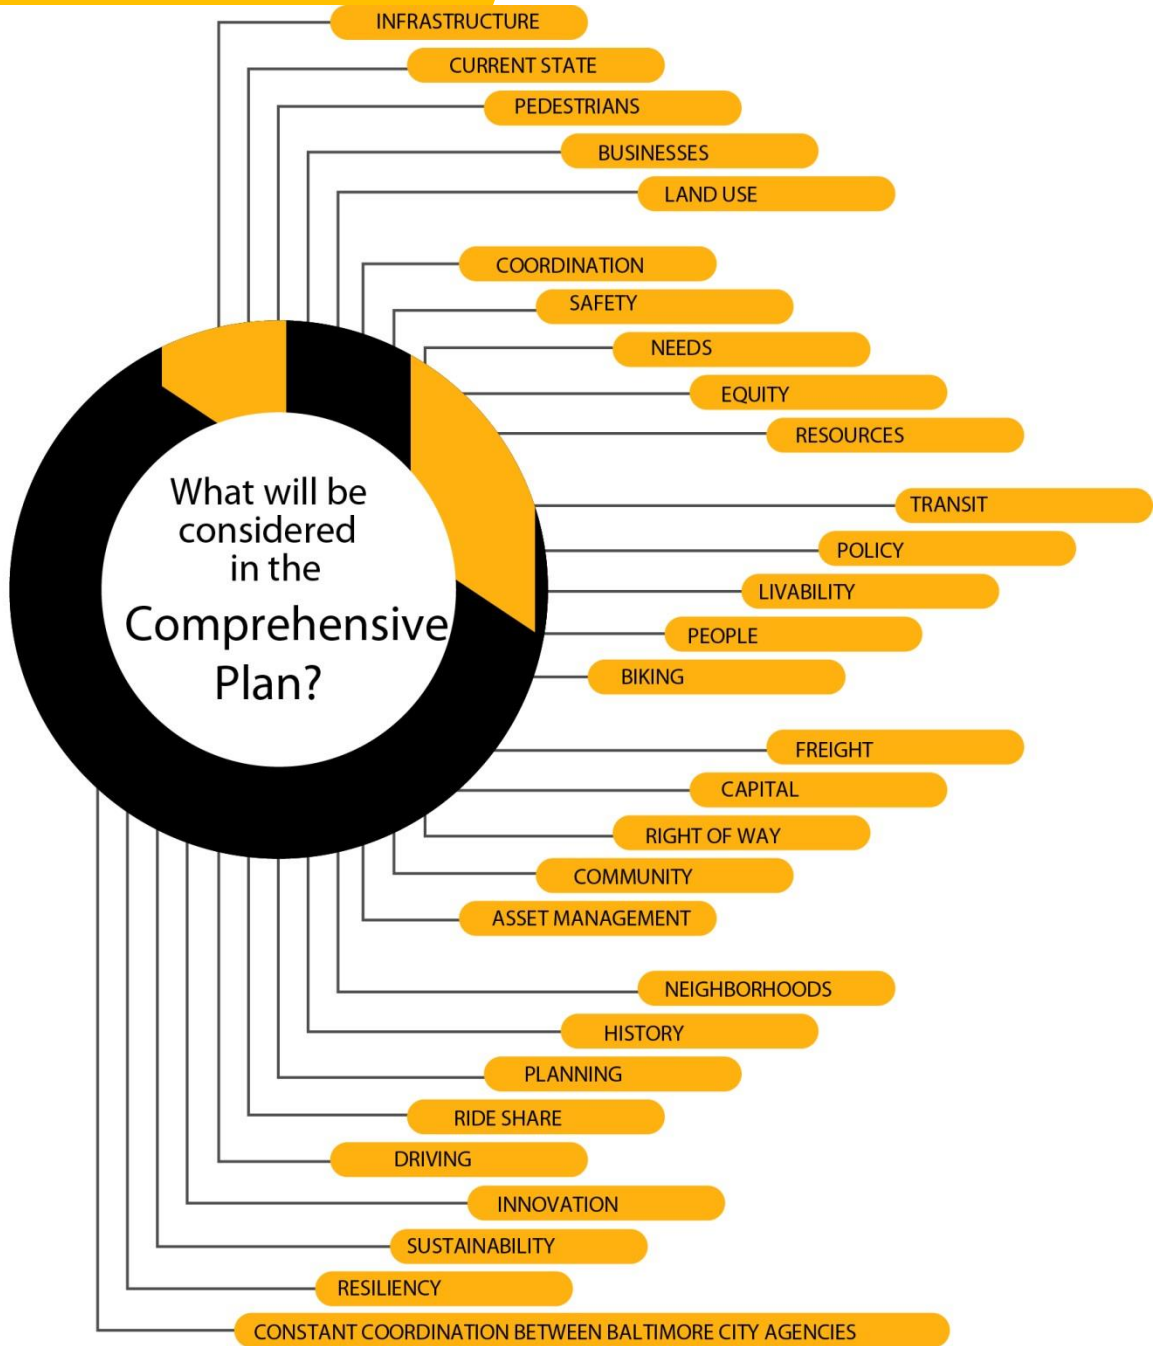 INFRASTRUCTURE
CURRENT STATE
PEDESTRIANS
BUSINESSES
LAND USE
COORDINATION
SAFETY
NEEDS
EQUITY
RESOURCES
What will be
considered
in the
Comprehensive
Plan?
TRANSIT
POLICY
LIVABILITY
PEOPLE
BIKING
FREIGHT
CAPITAL
RIGHT OF WAY
COMMUNITY
ASSET MANAGEMENT
NEIGHBORHOODS
HISTORY
PLANNING
RIDE SHARE
DRIVING
INNOVATION
SUSTAINABILITY
RESILIENCY
CONSTANT COORDINATION BETWEEN BALTIMORE CITY AGENCIES